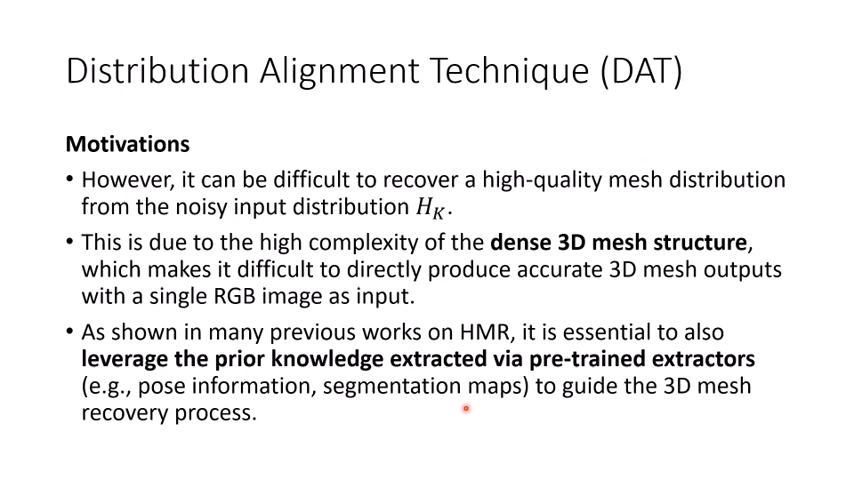 Distribution Alignment Technique (DAT)
Motivations
• However, it can be difficult to recover a high-quality mesh distribution
from the noisy input distribution H_K.
• This is due to the high complexity of the dense 3D mesh structure,
which makes it difficult to directly produce accurate 3D mesh outputs
with a single RGB image as input.
• As shown in many previous works on HMR, it is essential to also
leverage the prior knowledge extracted via pre-trained extractors
(e.g., pose information, segmentation maps) to guide the 3D mesh
recovery process.